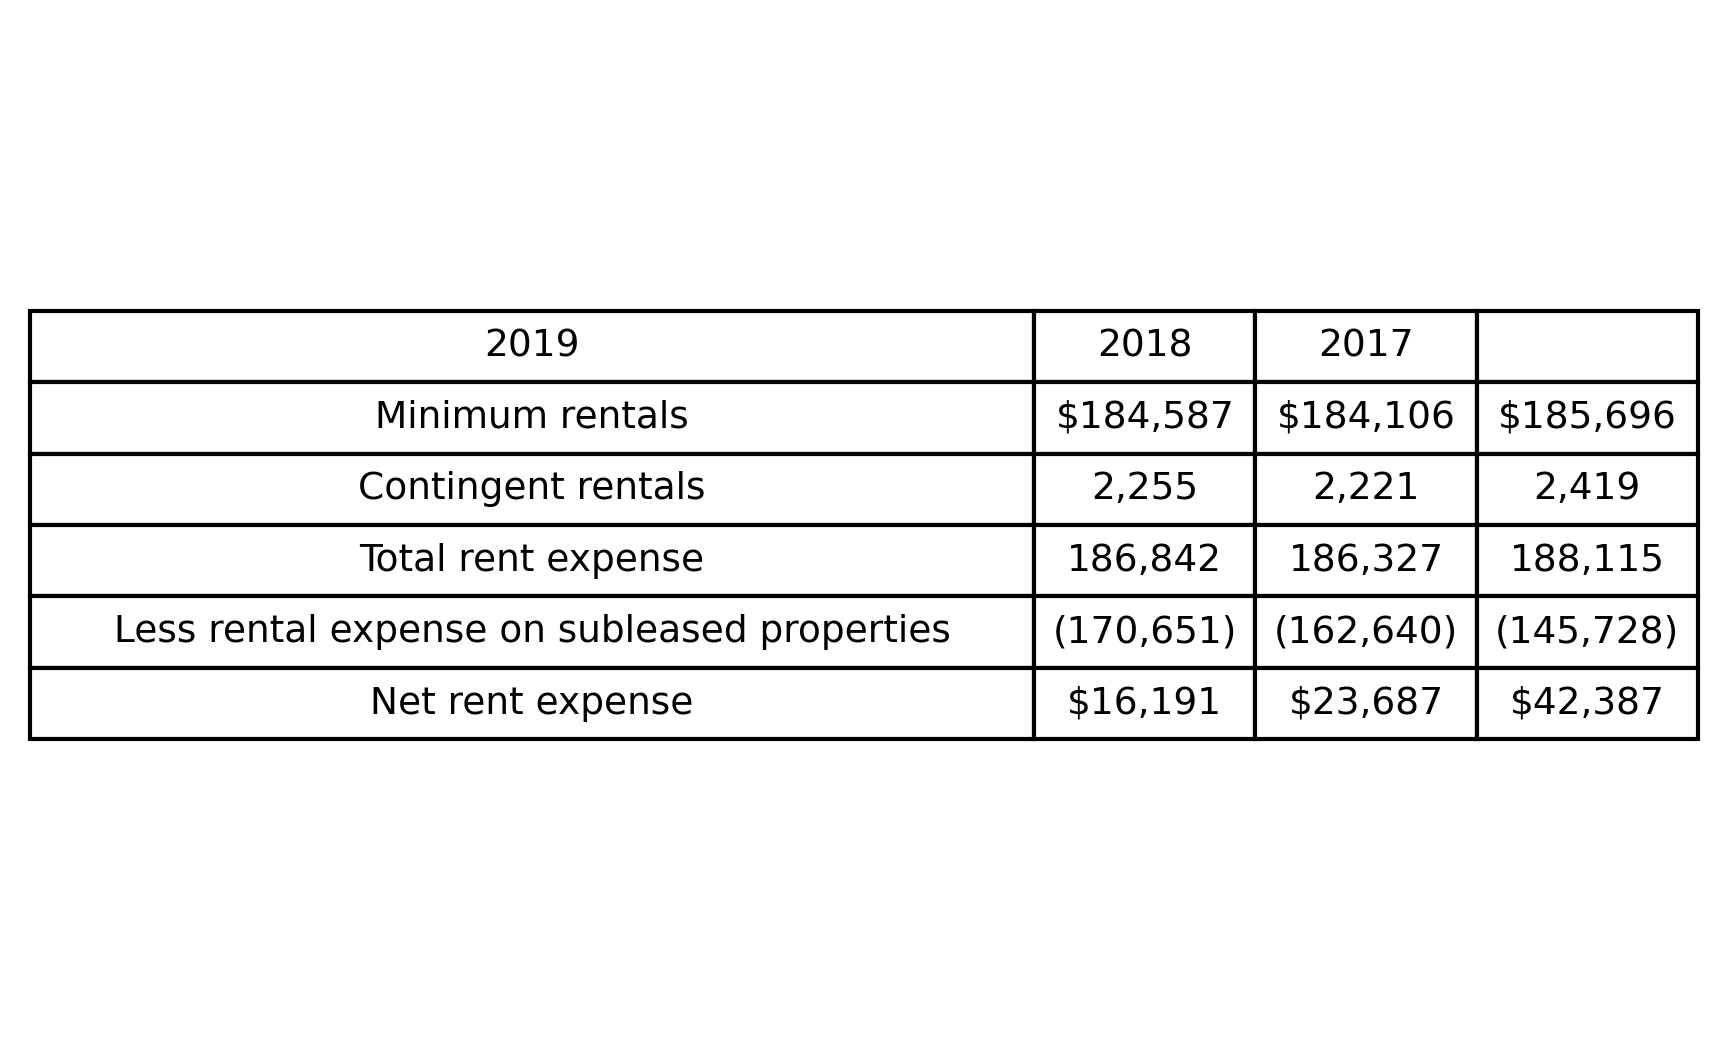 2019 2018 2017
Minimum rentals $184,587 $184,106 $185,696
Contingent rentals 2,255 2,221 2,419
Total rent expense 186,842 186,327 188,115
Less rental expense on subleased properties (170,651) (162,640) (145,728)
Net rent expense $16,191 $23,687 $42,387